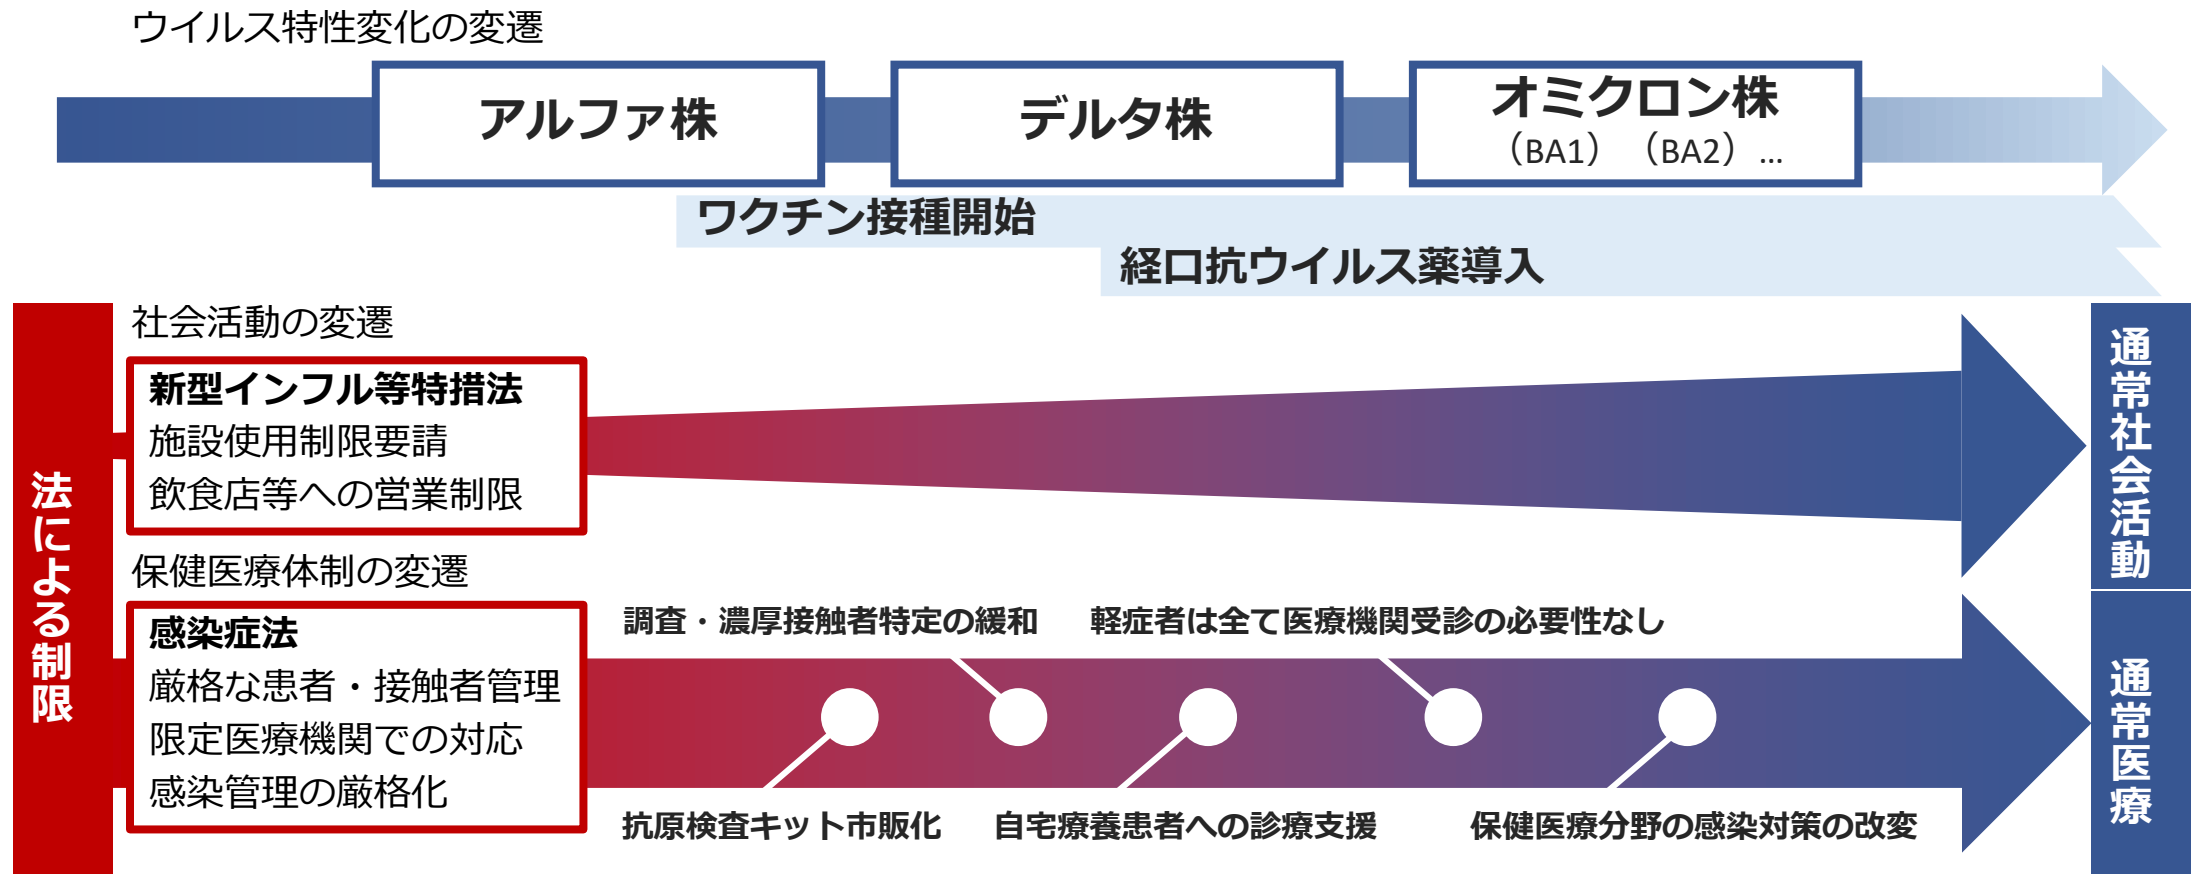 ウイルス特性変化の変遷
アルファ株
デルタ株
オミクロン株
（BA1）（BA2）…
ワクチン接種開始
経口抗ウイルス薬導入
法による制限
社会活動の変遷
新型インフル等特措法
施設使用制限要請
飲食店等への営業制限
通常社会活動
保健医療体制の変遷
感染症法
厳格な患者・接触者管理
限定医療機関での対応
感染管理の厳格化
調査・濃厚接触者特定の緩和
軽症者は全て医療機関受診の必要性なし
抗原検査キット市販化
自宅療養患者への診療支援
保健医療分野の感染対策の改変
通常医療